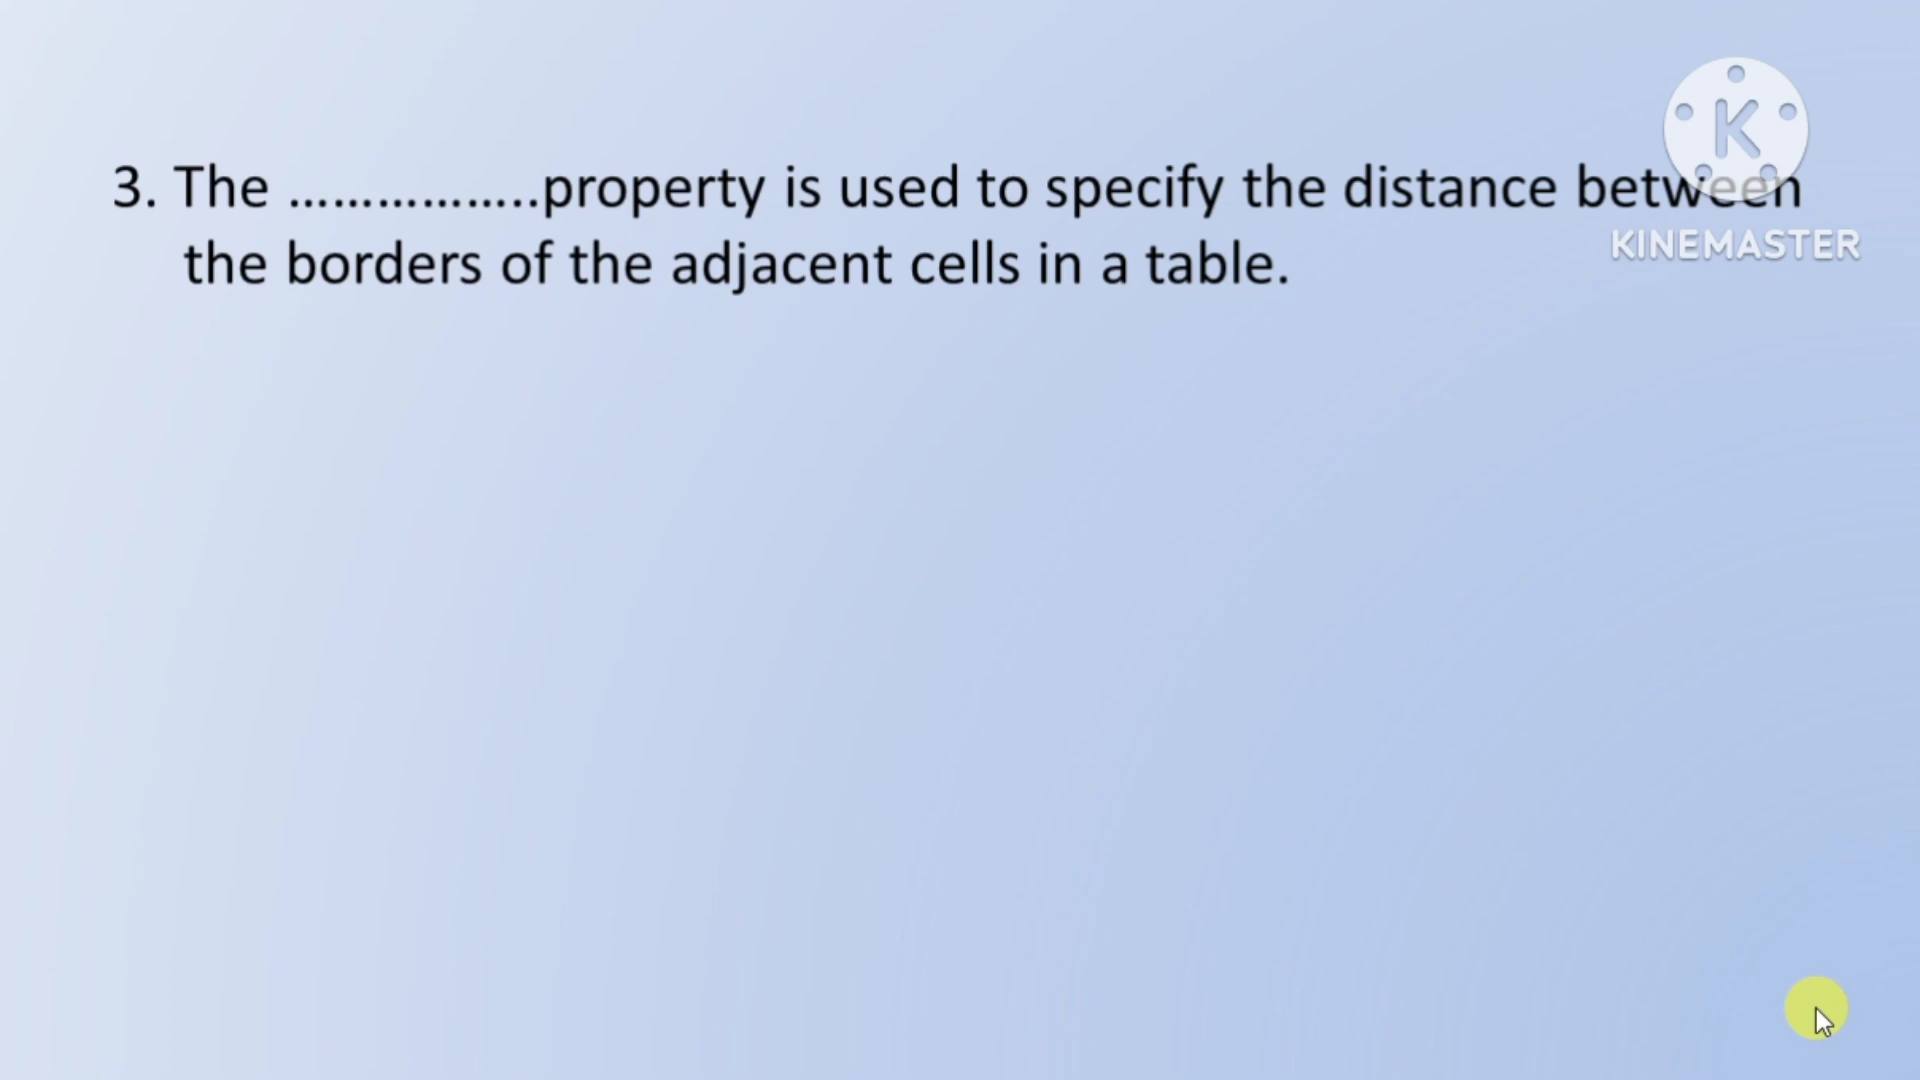 3. The ……………..property is used to specify the distance between
the borders of the adjacent cells in a table.
K
KINEMASTER